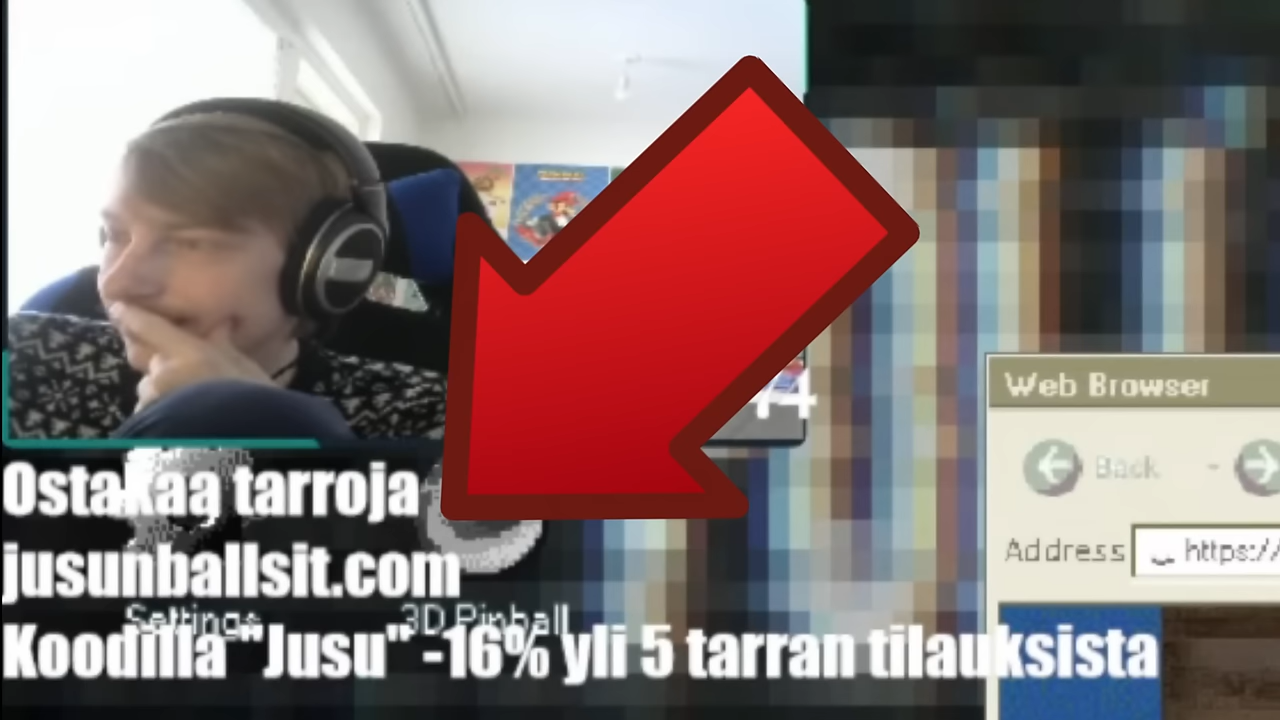 44
Web Browser
Back
Address https://
Ostakaa tarroja
jusunballsit.com
Settings 3D Pinball
Koodilla "Jusu" -16% yli 5 tarran tilauksista